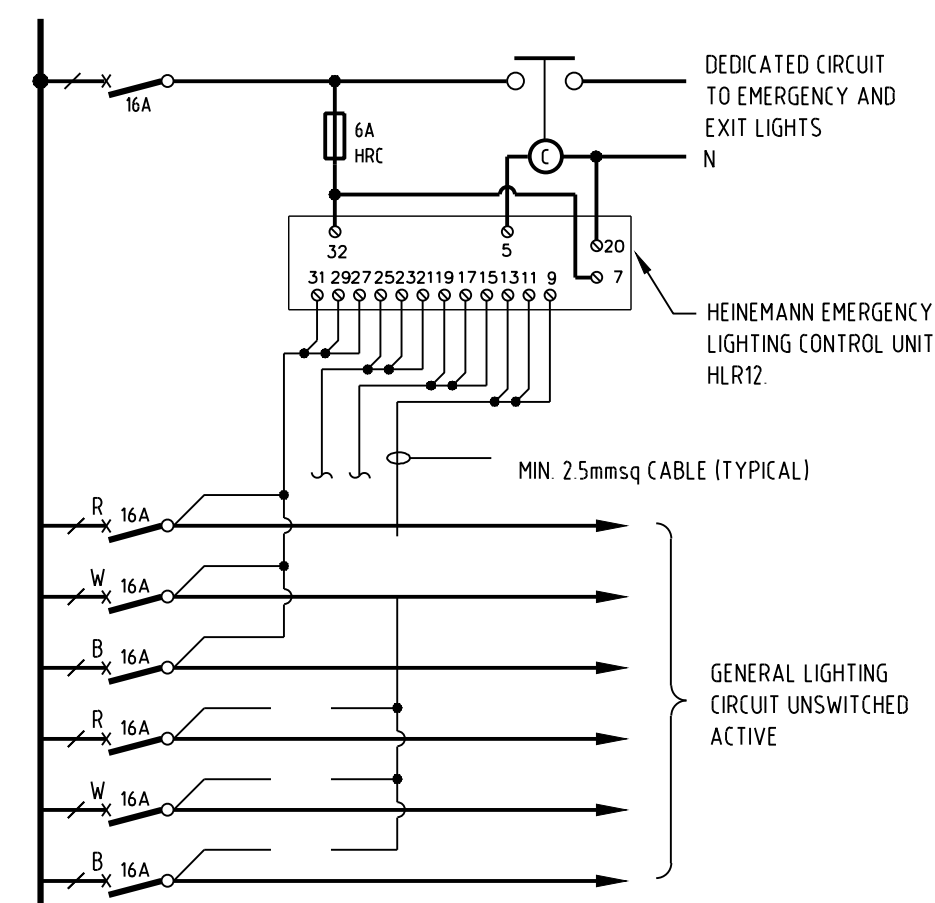 DEDICATED CIRCUIT
TO EMERGENCY AND
EXIT LIGHTS
16A
6A
HRC
C
N
32
5
20
31 29 27 25 23 21 19 17 15 13 11 9
7
HEINEMANN EMERGENCY
LIGHTING CONTROL UNIT
HLR12.
MIN. 2.5mmsq CABLE (TYPICAL)
R 16A
W 16A
B 16A
GENERAL LIGHTING
CIRCUIT UNSWITCHED
ACTIVE
R 16A
W 16A
B 16A